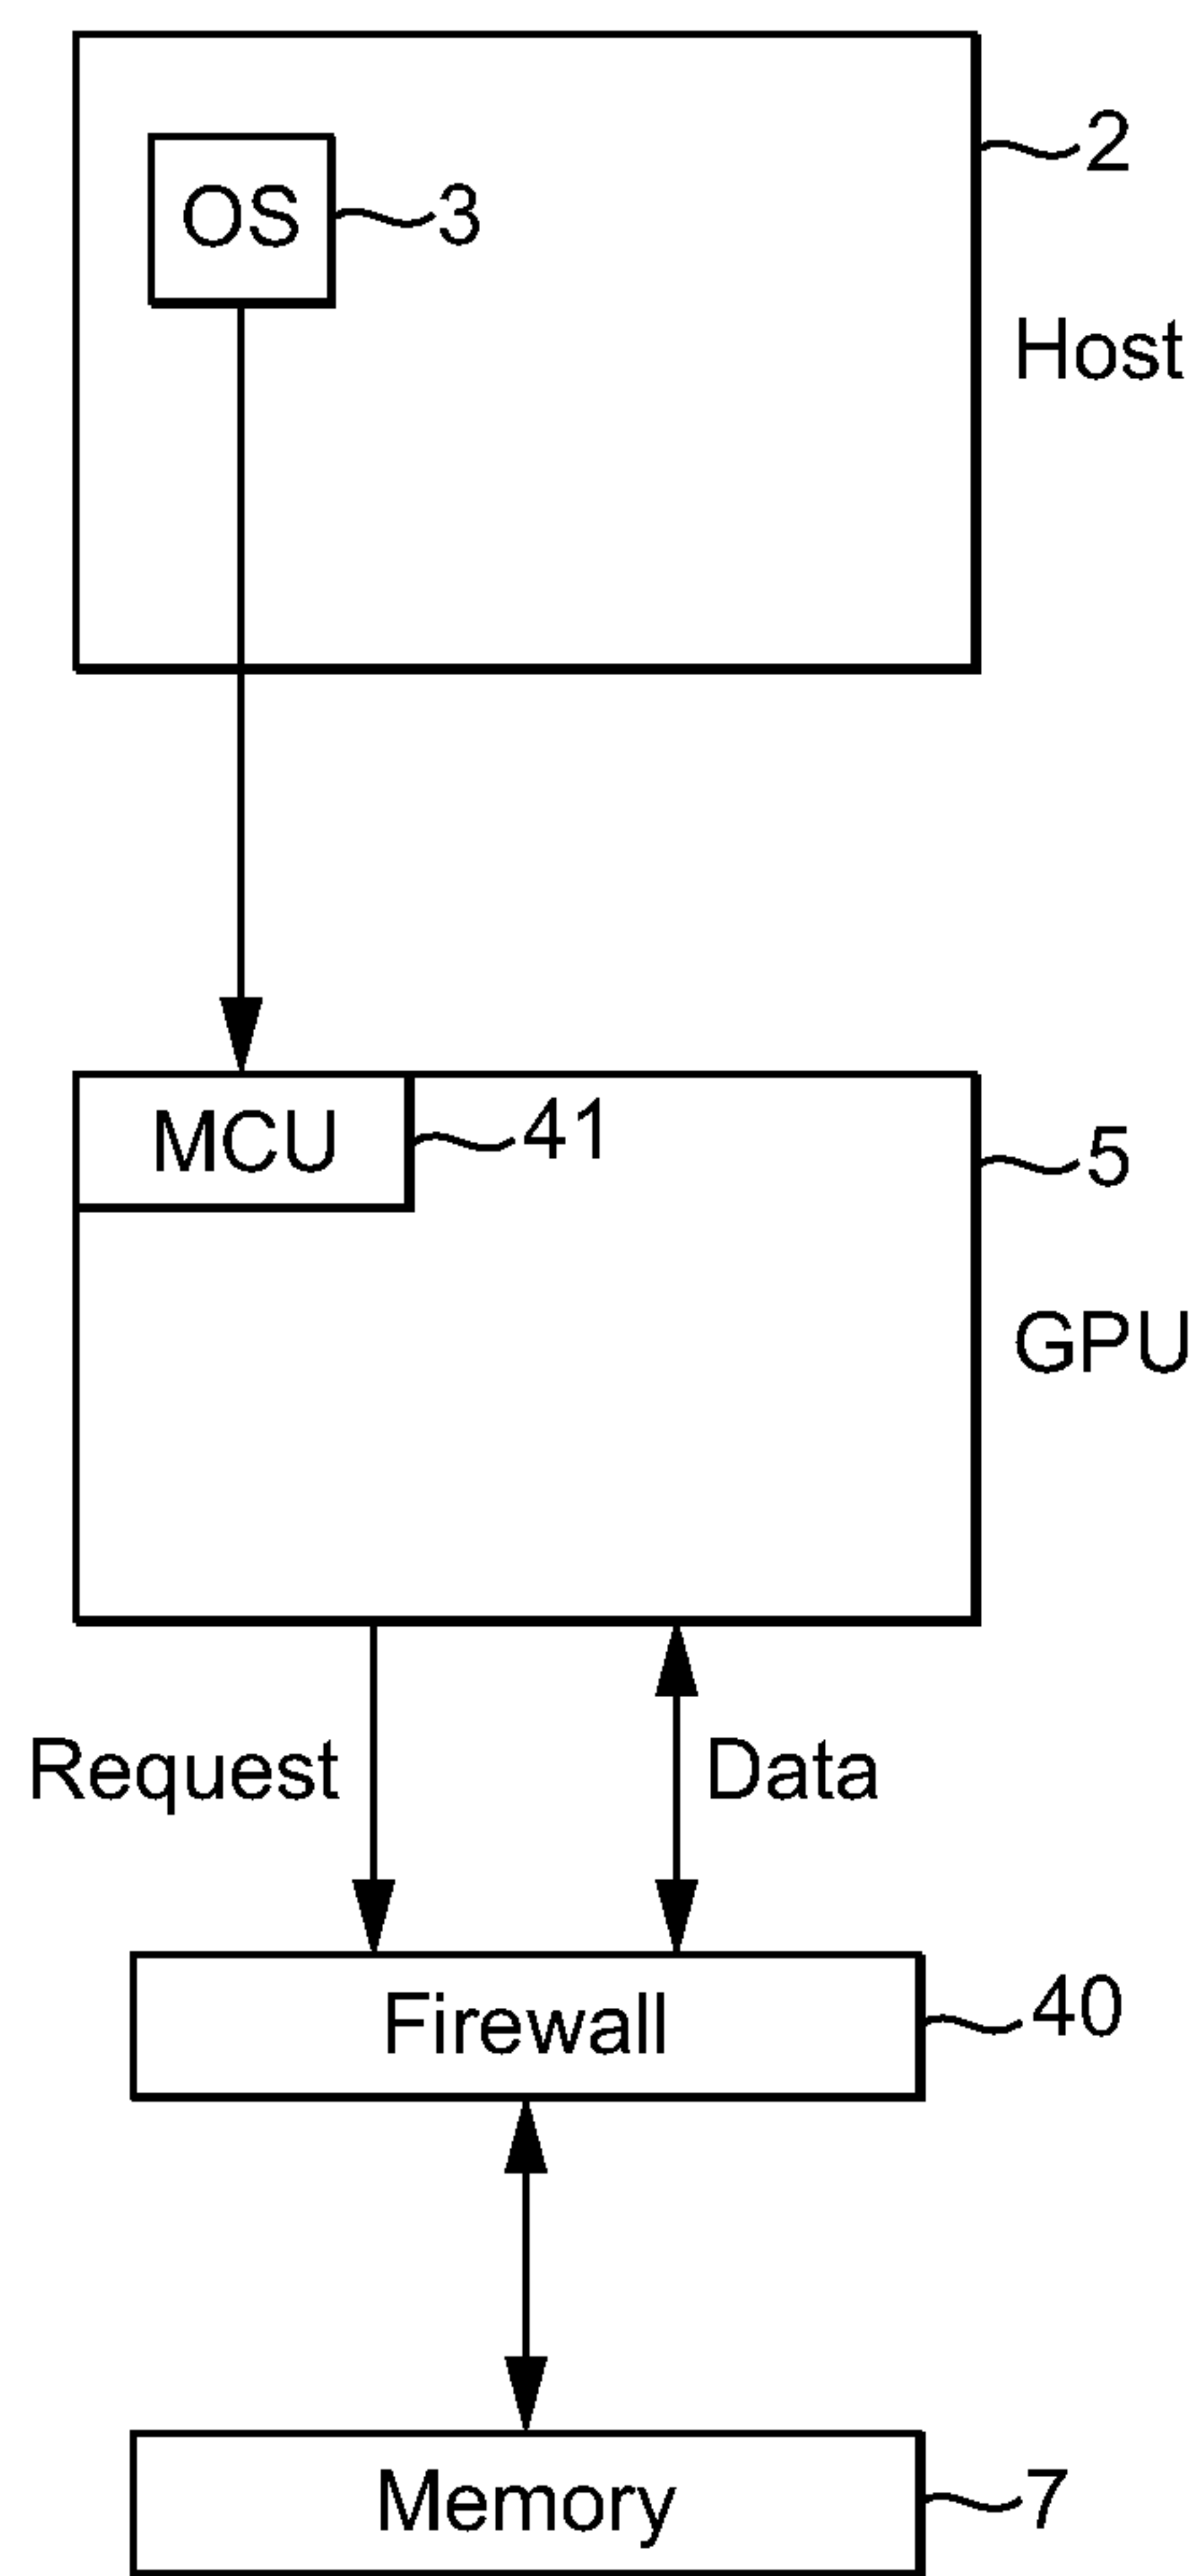 2
OS
3
Host
MCU
41
5
GPU
Request
Data
Firewall
40
Memory
7